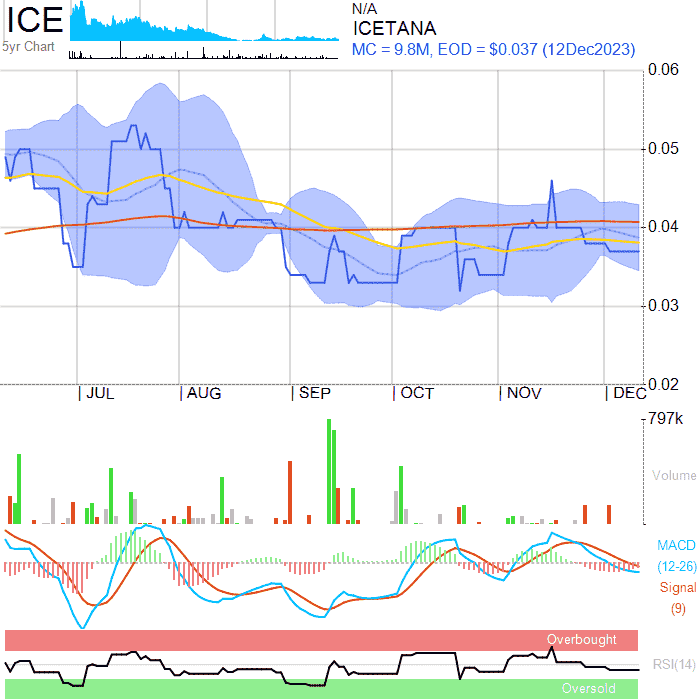 ICE
5yr Chart
N/A
ICETANA
MC = 9.8M, EOD = $0.037 (12Dec2023)
0.06
0.05
0.04
0.03
0.02
JUL
AUG
SEP
OCT
NOV
DEC
797k
Volume
MACD
(12-26)
Signal
(9)
Overbought
RSI(14)
Oversold